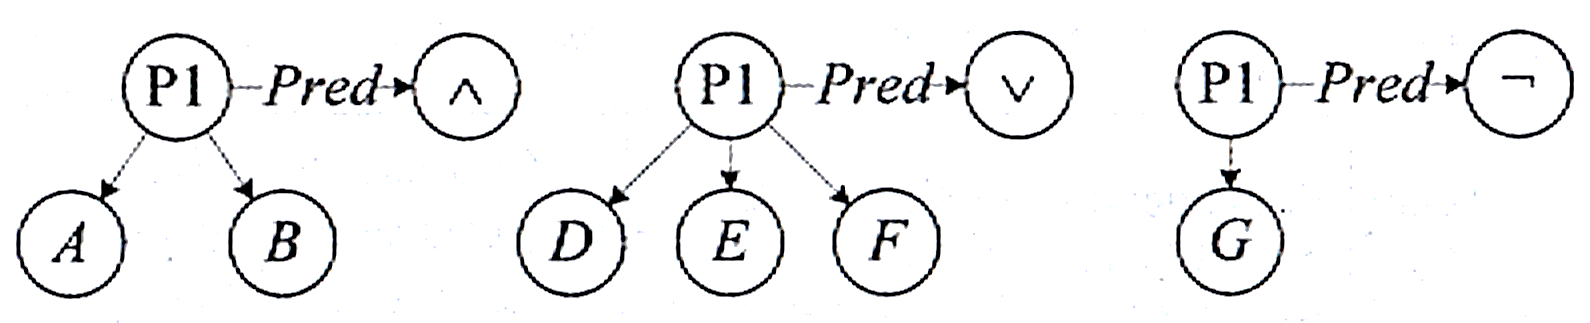 P1 Pred ∧ P1 Pred ∨ P1 Pred ¬
A B D E F G